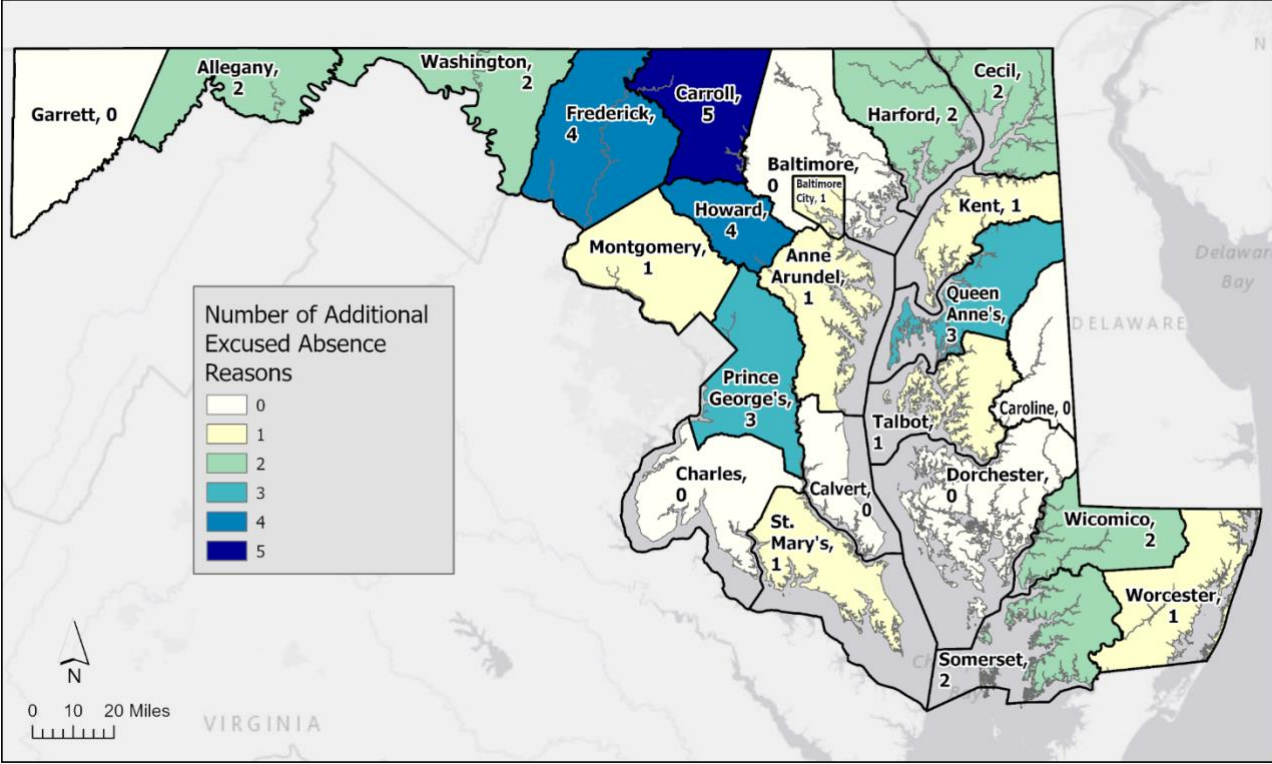 Garrett, 0
Allegany,
2
Washington,
2
Frederick,
4
Carroll,
5
Baltimore,
0
Baltimore
City, 1
Harford, 2
Cecil,
2
Kent, 1
Howard,
4
Montgomery,
1
Anne
Arundel,
1
Queen
Anne's,
3
Prince
George's,
3
Talbot,
1
Caroline, 0
Charles,
0
Calvert,
0
Dorchester,
0
St.
Mary's,
1
Wicomico,
2
Worcester,
1
Somerset,
2
Number of Additional
Excused Absence
Reasons
0
1
2
3
4
5
N
0 10 20 Miles
VIRGINIA
DELAWARE
Delaware
Bay
N